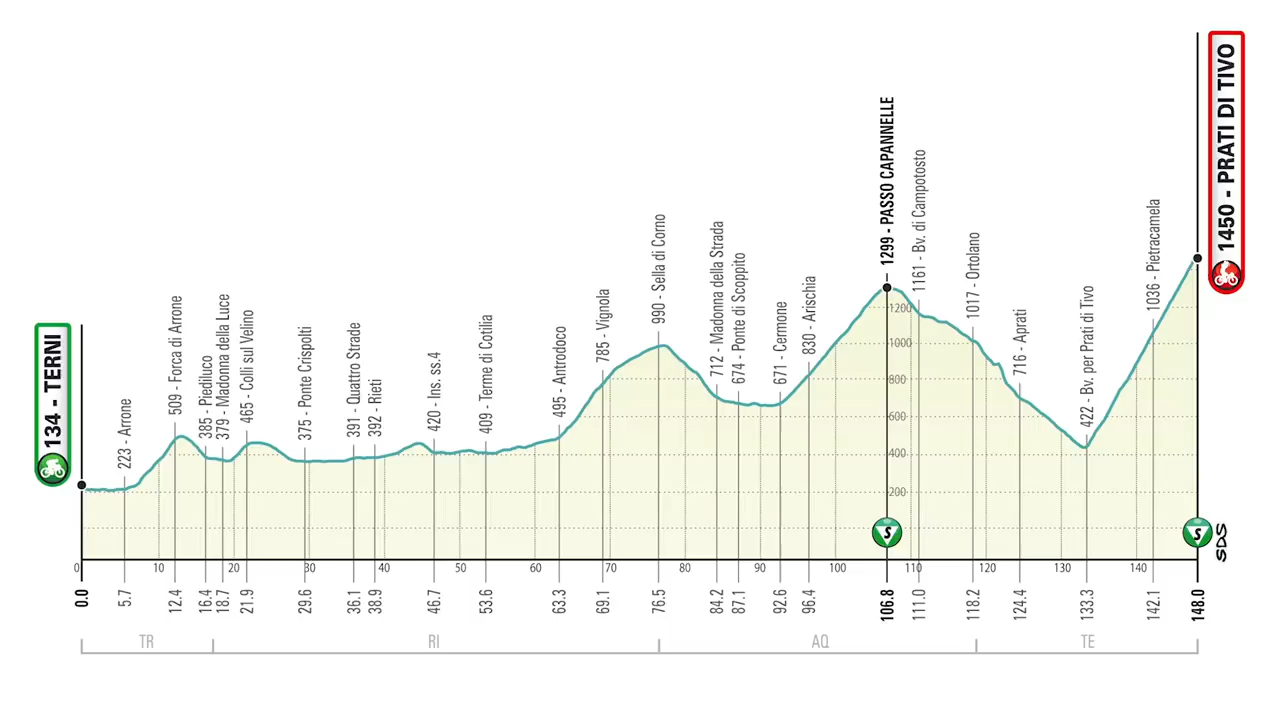 134 - TERNI
223 - Arrone
509 - Forca di Arrone
385 - Piediluco
379 - Madonna della Luce
465 - Colli sul Velino
375 - Ponte Crispolti
391 - Quattro Strade
392 - Rieti
420 - Ins. ss.4
409 - Terme di Cotilia
495 - Antrodoco
785 - Vignola
990 - Sella di Corno
712 - Madonna della Strada
674 - Ponte di Scoppito
671 - Cermone
830 - Arischia
1299 - PASSO CAPANNELLE
1161 - Bv. di Campotosto
1017 - Ortolano
716 - Aprati
422 - Bv. per Prati di Tivo
1036 - Pietracamela
1450 - PRATI DI TIVO
1200
1000
800
600
400
200
S
S
SDS
0 10 20 30 40 50 60 70 80 90 100 110 120 130 140
0.0 5.7 12.4 16.4 18.7 21.9 29.6 36.1 38.9 46.7 53.6 63.3 69.1 76.5 84.2 87.1 92.6 96.4 106.8 111.0 118.2 124.4 133.3 142.1 148.0
TR RI AQ TE